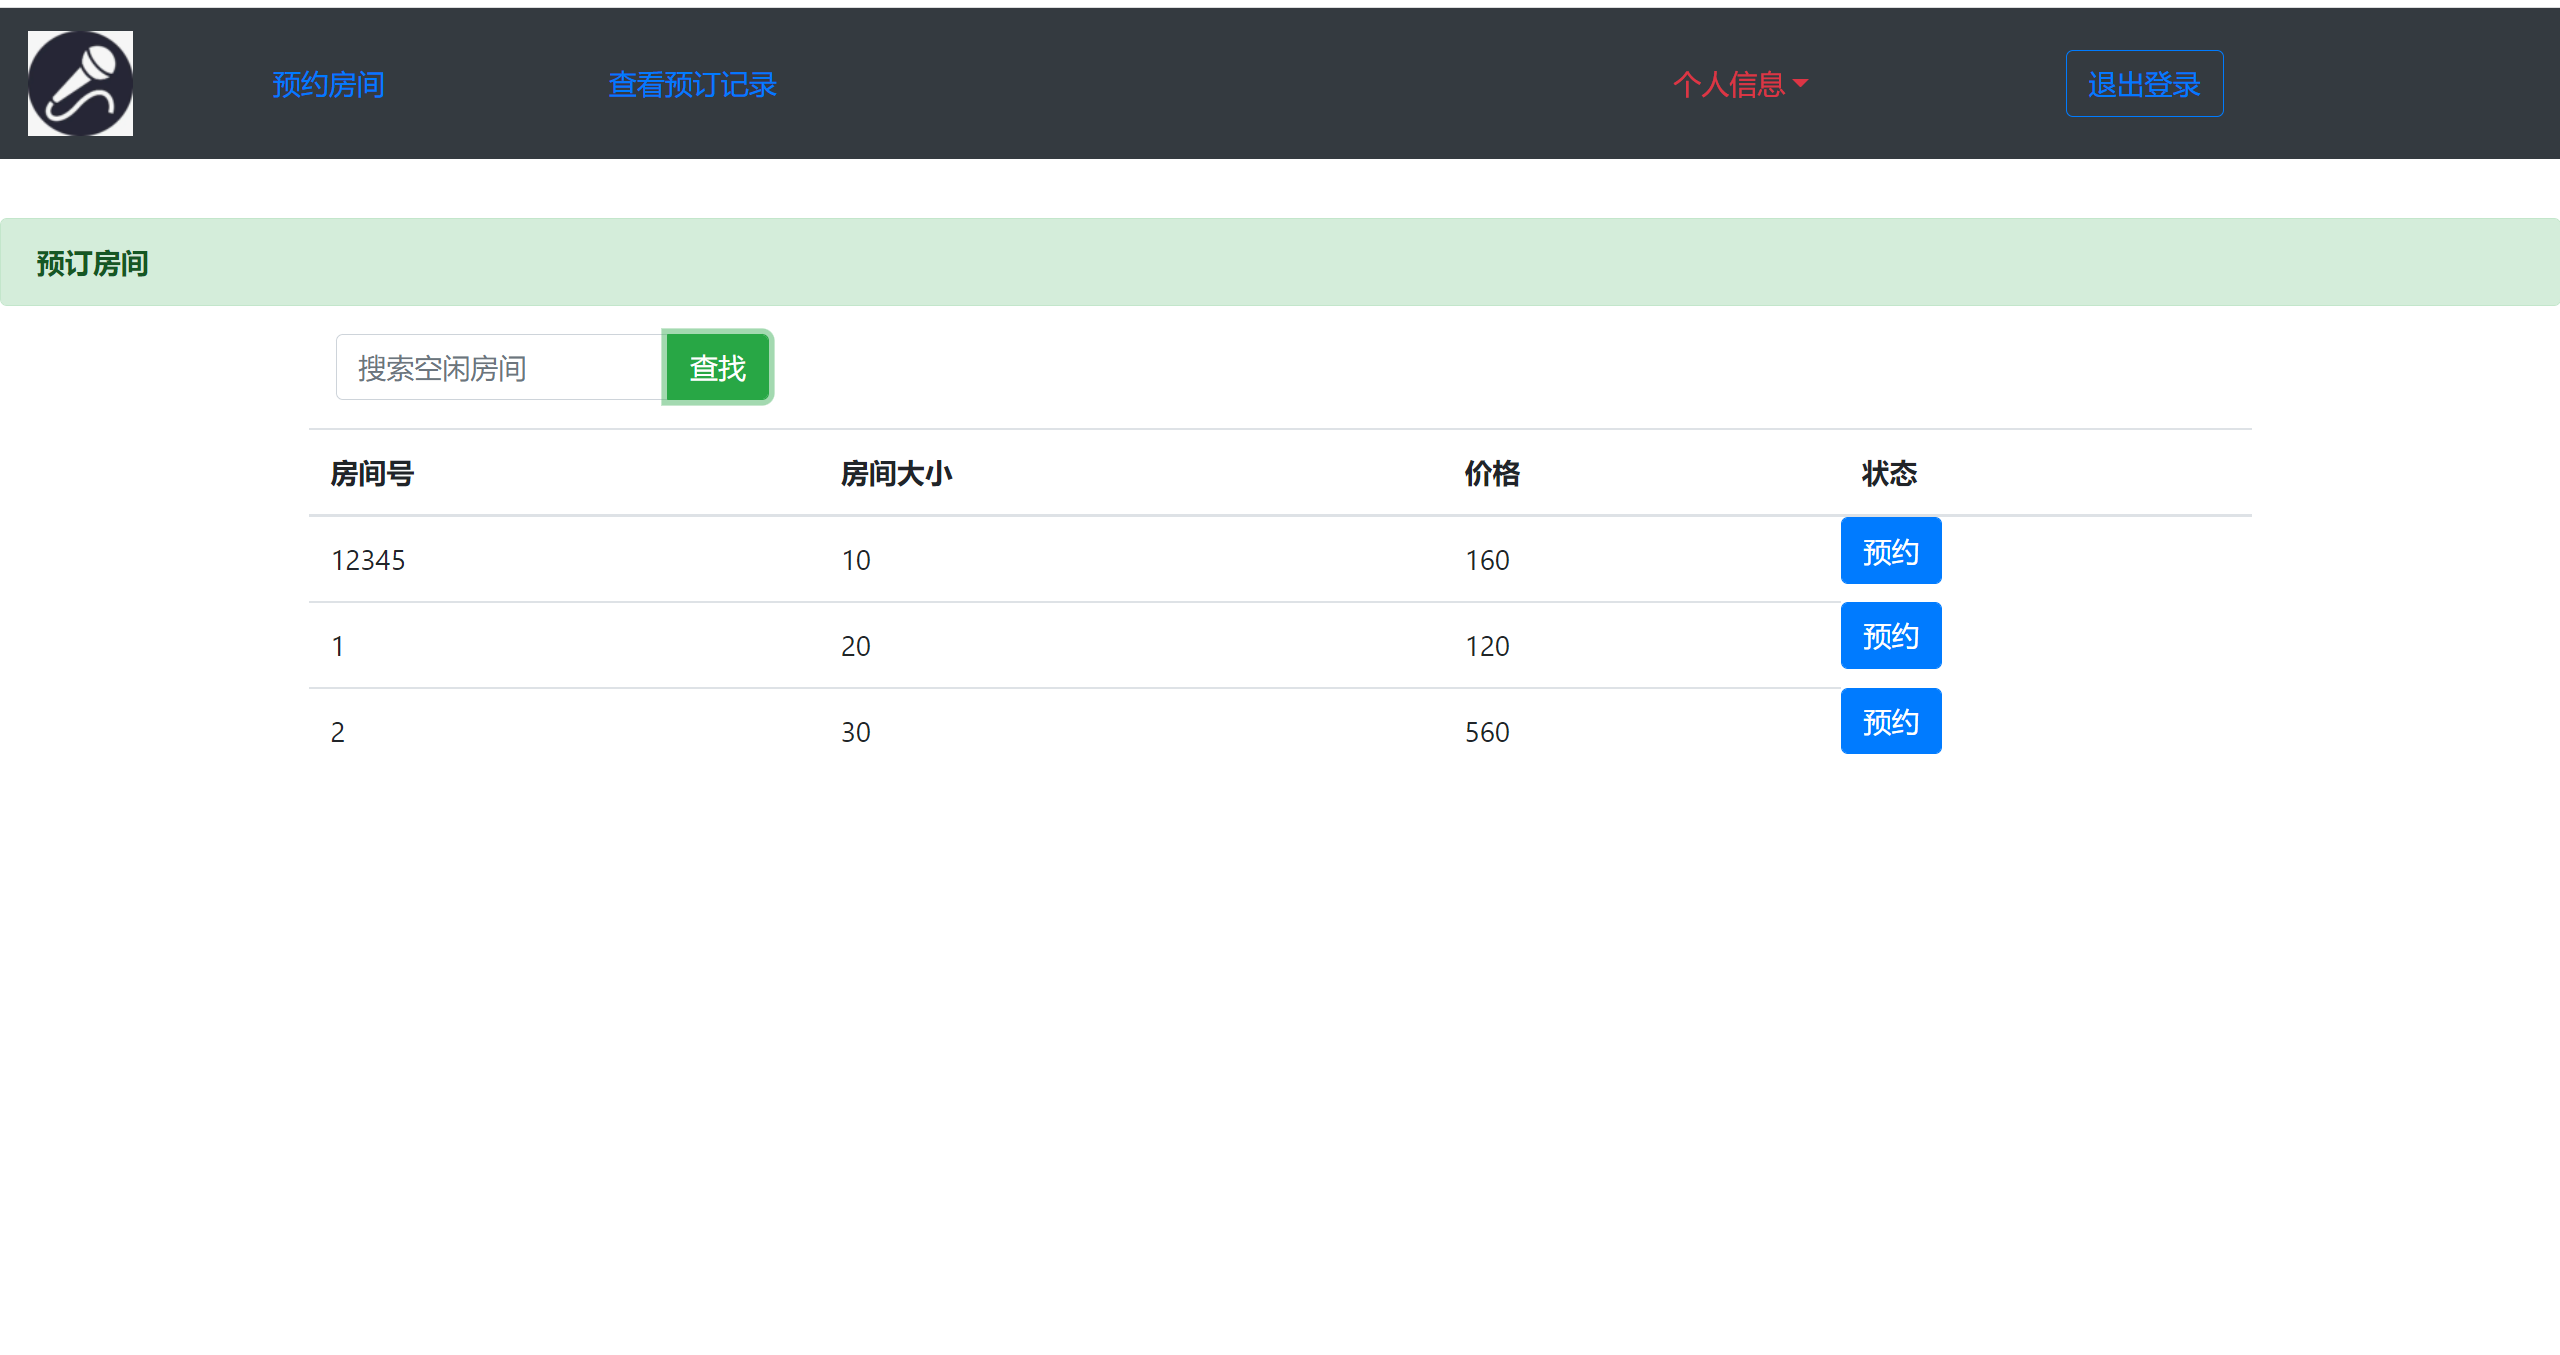 预约房间 查看预订记录 个人信息 退出登录
预订房间
搜索空闲房间 查找
房间号 房间大小 价格 状态
12345 10 160 预约
1 20 120 预约
2 30 560 预约